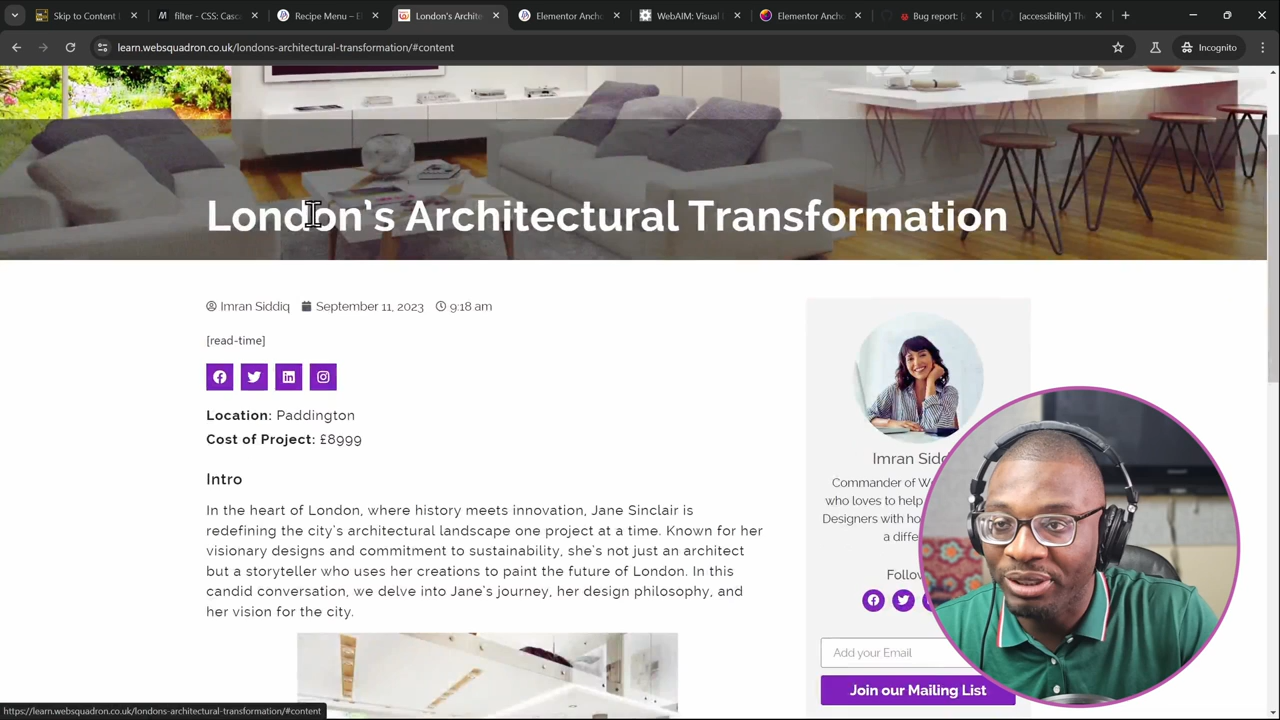 Skip to Content
filter - CSS: Casca
Recipe Menu – El
London's Archite
Elementor Ancho
WebAIM: Visual
Elementor Ancho
Bug report: [a
[accessibility] Th
learn.websquadron.co.uk/londons-architectural-transformation/#content
Incognito
London's Architectural Transformation
Imran Siddiq September 11, 2023 9:18 am
[read-time]
Location: Paddington
Cost of Project: £8999
Intro
In the heart of London, where history meets innovation, Jane Sinclair is
redefining the city's architectural landscape one project at a time. Known for her
visionary designs and commitment to sustainability, she's not just an architect
but a storyteller who uses her creations to paint the future of London. In this
candid conversation, we delve into Jane's journey, her design philosophy, and
her vision for the city.
Imran Sidd
Commander of W
who loves to help
Designers with ho
a diffe
Follo
Add your Email
Join our Mailing List
https://learn.websquadron.co.uk/londons-architectural-transformation/#content